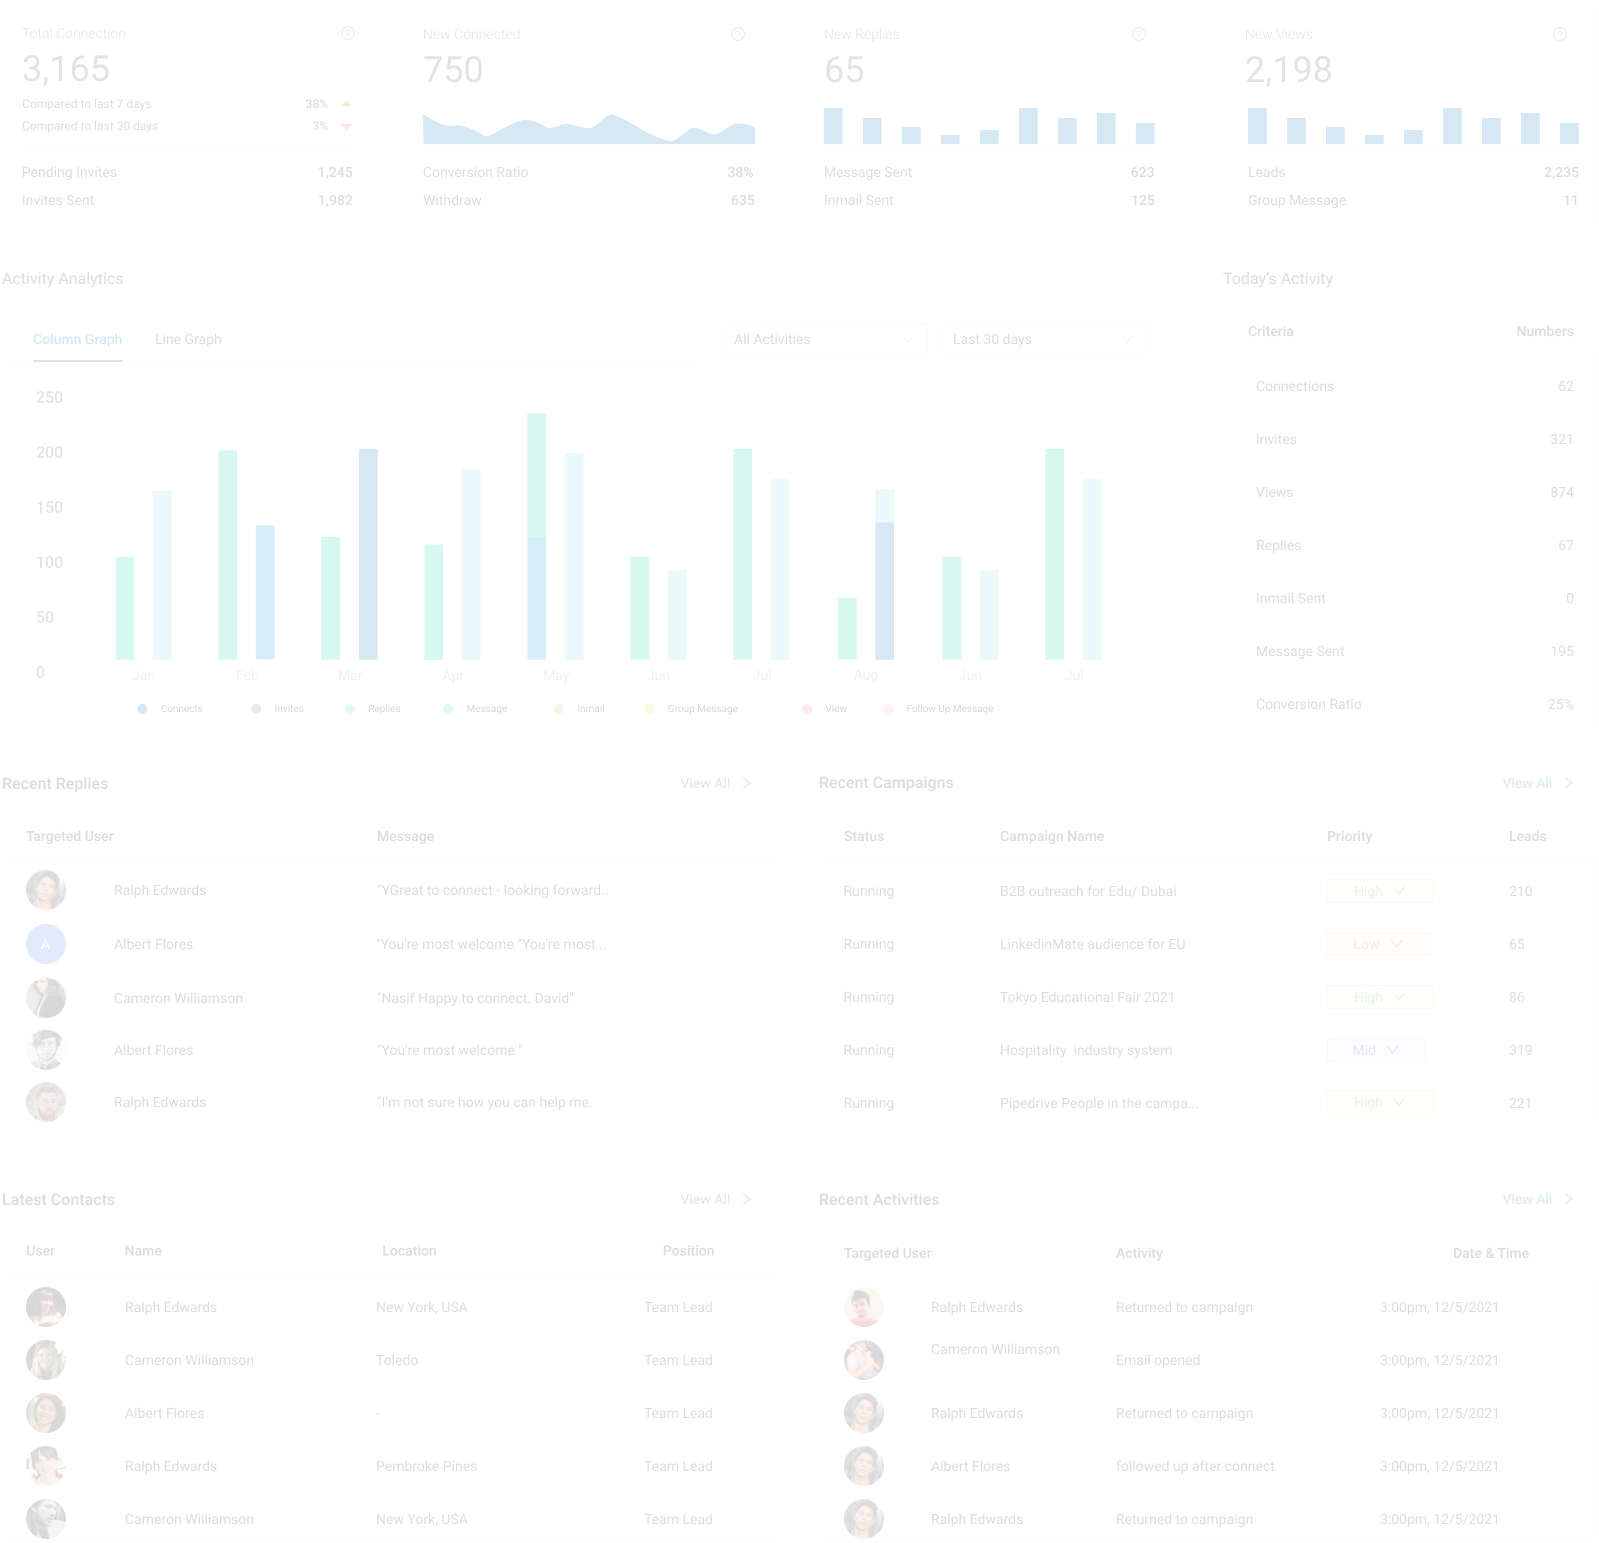 Total Connection
3,165
Compared to last 7 days 38%
Compared to last 30 days 3%
Pending Invites 1,245
Invites Sent 1,982
New Connected
750
Conversion Ratio 38%
Withdraw 635
New Replies
65
Message Sent 623
Inmail Sent 125
New Views
2,198
Leads 2,235
Group Message 11
Activity Analytics
Column Graph Line Graph All Activities Last 30 days
250
200
150
100
50
0
Jan Feb Mar Apr May Jun Jul Aug Jun Jul
Connects Invites Replies Message Inmail Group Message View Follow Up Message
Today's Activity
Criteria Numbers
Connections 62
Invites 321
Views 874
Replies 67
Inmail Sent 0
Message Sent 195
Conversion Ratio 25%
Recent Replies View All
Targeted User Message
Ralph Edwards "YGreat to connect - looking forward..
A Albert Flores "You're most welcome "You're most...
Cameron Williamson "Nasif Happy to connect. David"
Albert Flores "You're most welcome "
Ralph Edwards "I'm not sure how you can help me.
Recent Campaigns View All
Status Campaign Name Priority Leads
Running B2B outreach for Edu/ Dubai High 210
Running LinkedinMate audience for EU Low 65
Running Tokyo Educational Fair 2021 High 86
Running Hospitality industry system Mid 319
Running Pipedrive People in the campa... High 221
Latest Contacts View All
User Name Location Position
Ralph Edwards New York, USA Team Lead
Cameron Williamson Toledo Team Lead
Albert Flores - Team Lead
Ralph Edwards Pembroke Pines Team Lead
Cameron Williamson New York, USA Team Lead
Recent Activities View All
Targeted User Activity Date & Time
Ralph Edwards Returned to campaign 3:00pm, 12/5/2021
Cameron Williamson Email opened 3:00pm, 12/5/2021
Ralph Edwards Returned to campaign 3:00pm, 12/5/2021
Albert Flores followed up after connect 3:00pm, 12/5/2021
Ralph Edwards Returned to campaign 3:00pm, 12/5/2021